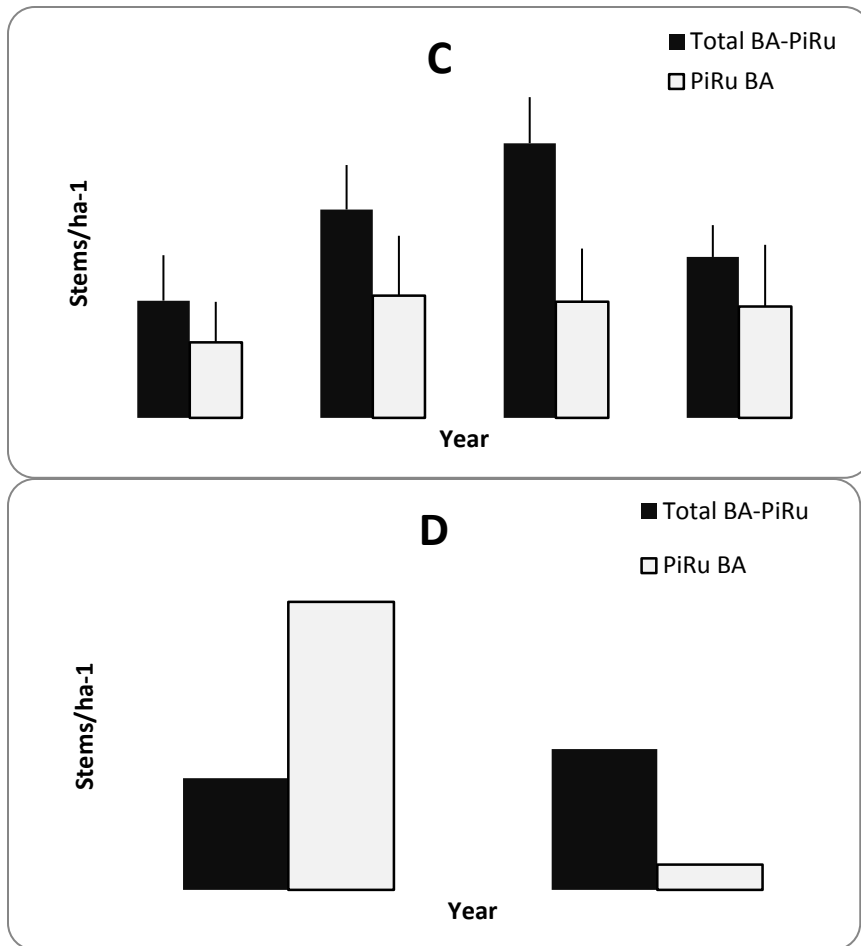 C
Total BA-PiRu
PiRu BA
Stems/ha-1
Year
D
Total BA-PiRu
PiRu BA
Stems/ha-1
Year